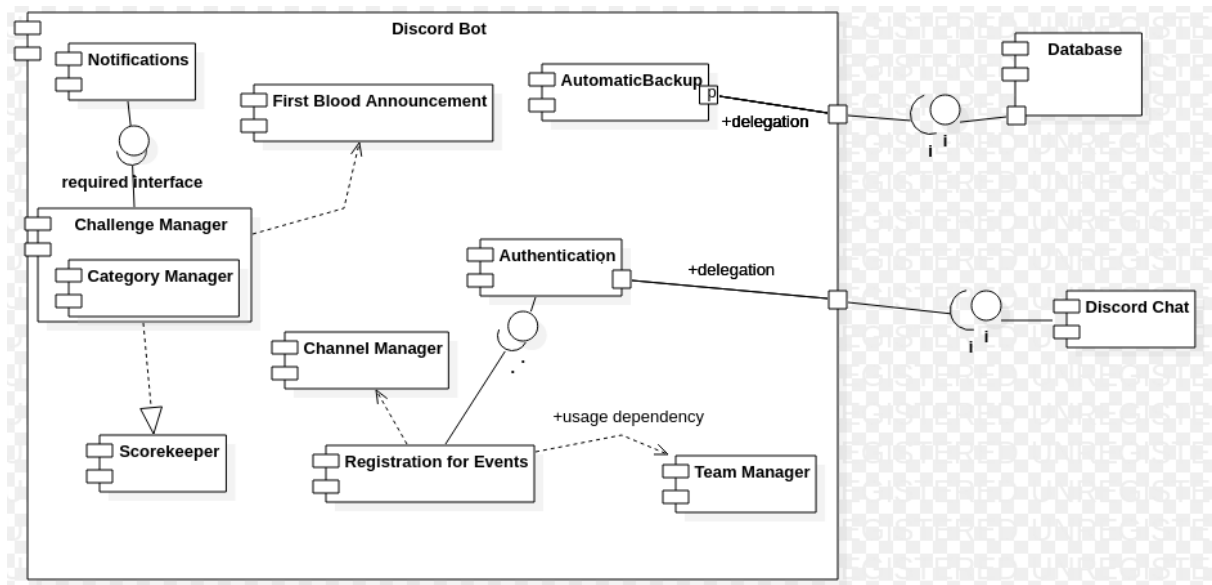 Discord Bot
Notifications
First Blood Announcement
AutomaticBackup
p
+delegation
Database
i
i
required interface
Challenge Manager
Category Manager
Authentication
+delegation
Discord Chat
i
i
Channel Manager
+usage dependency
Scorekeeper
Registration for Events
Team Manager